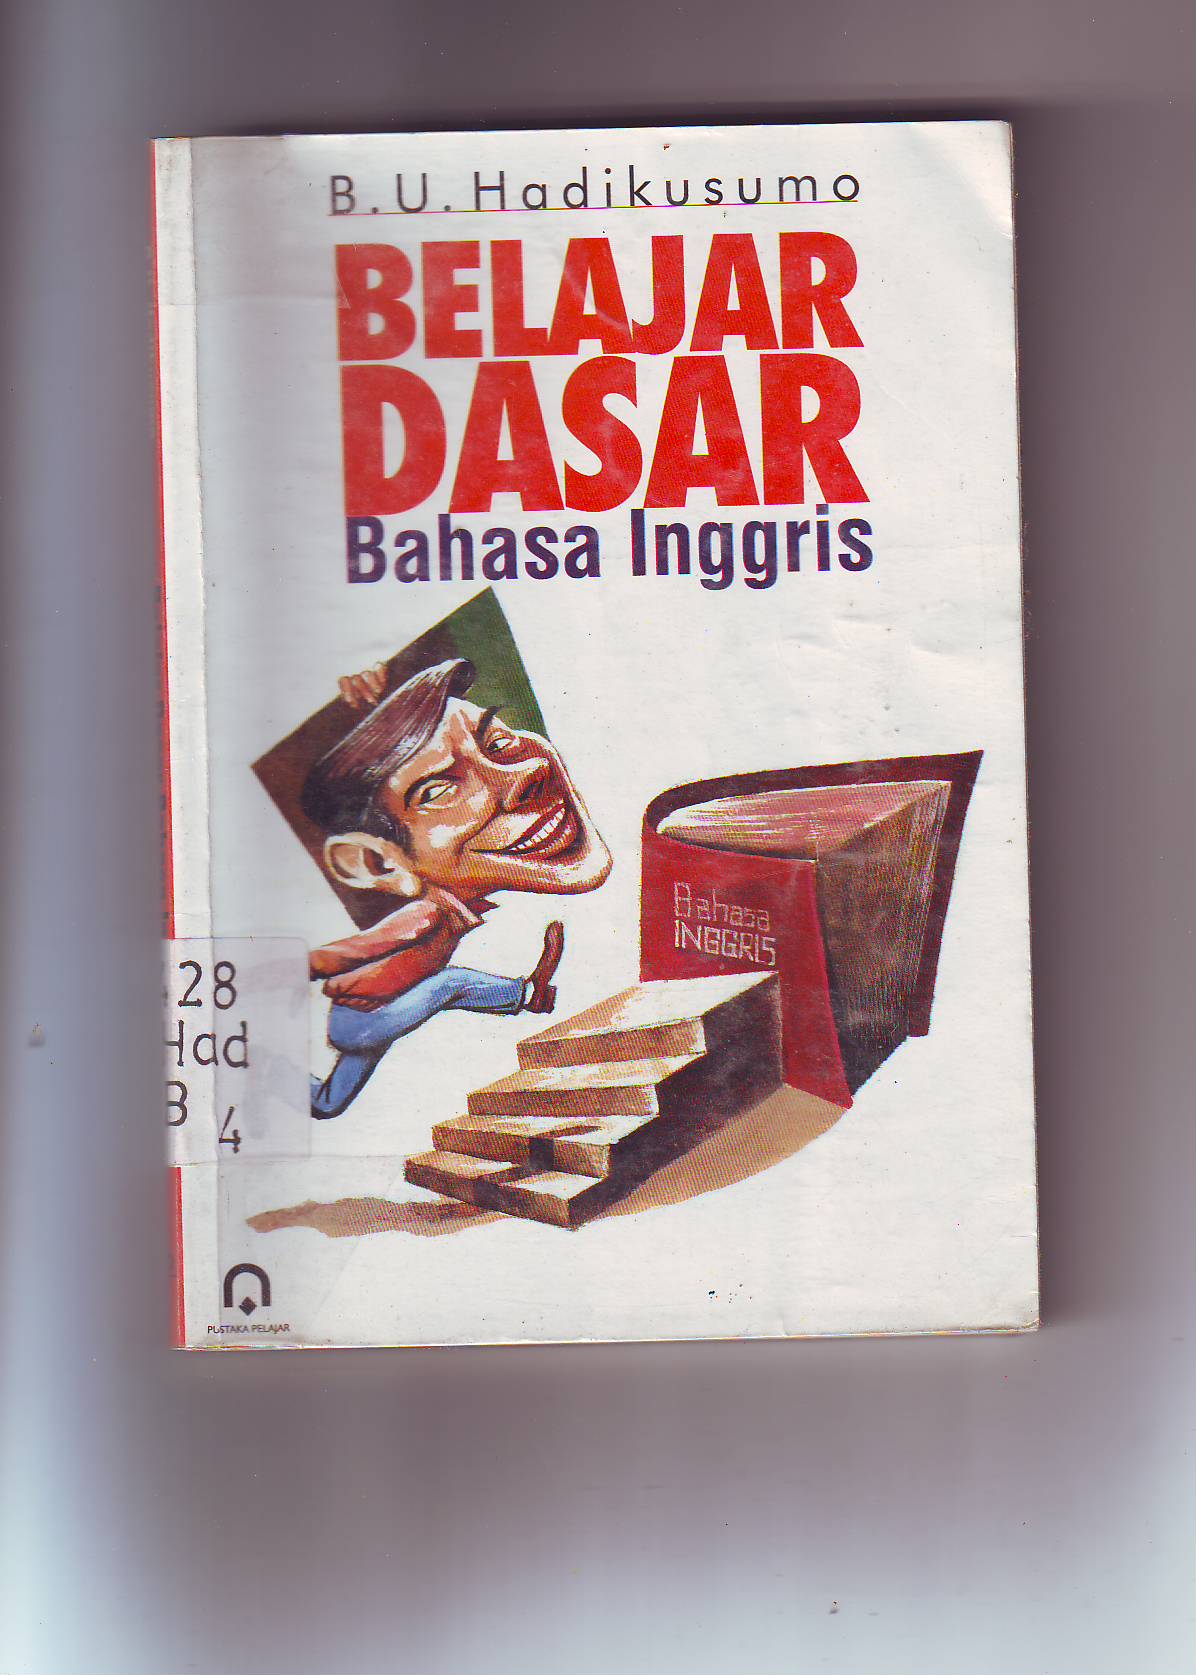 B. U. Hadikusumo
BELAJAR
DASAR
Bahasa Inggris
Bahasa
INGGRIS
28
Had
B 4
PUSTAKA PELAJAR